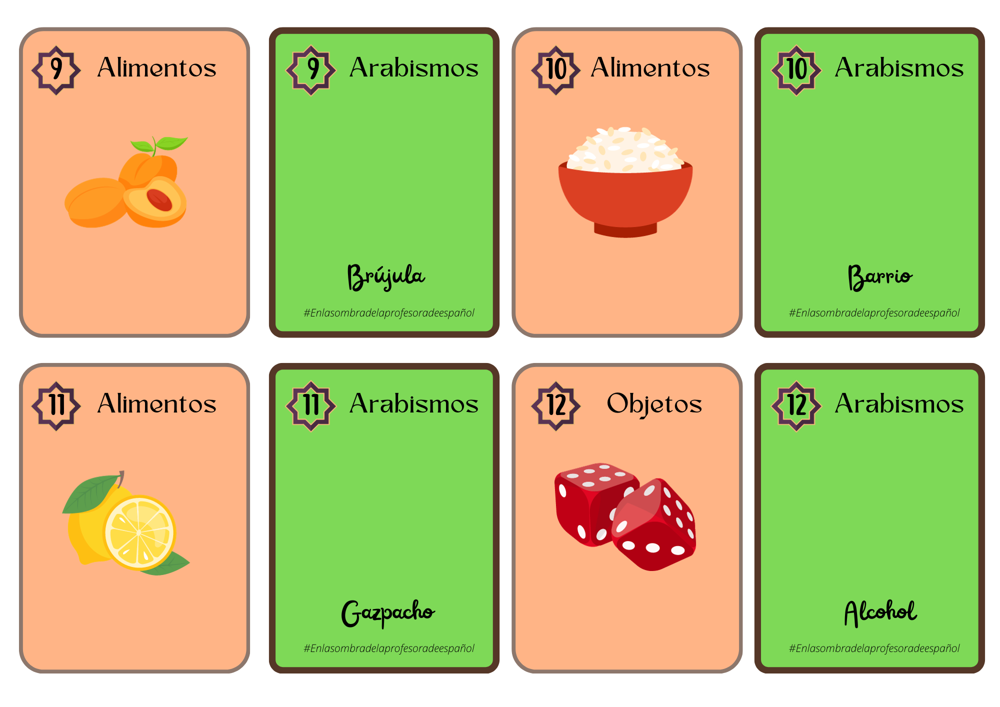 9 Alimentos
9 Arabismos
Brújula
#Enlasombradelaprofesoradeespañol
10 Alimentos
10 Arabismos
Barrio
#Enlasombradelaprofesoradeespañol
11 Alimentos
11 Arabismos
Gazpacho
#Enlasombradelaprofesoradeespañol
12 Objetos
12 Arabismos
Alcohol
#Enlasombradelaprofesoradeespañol